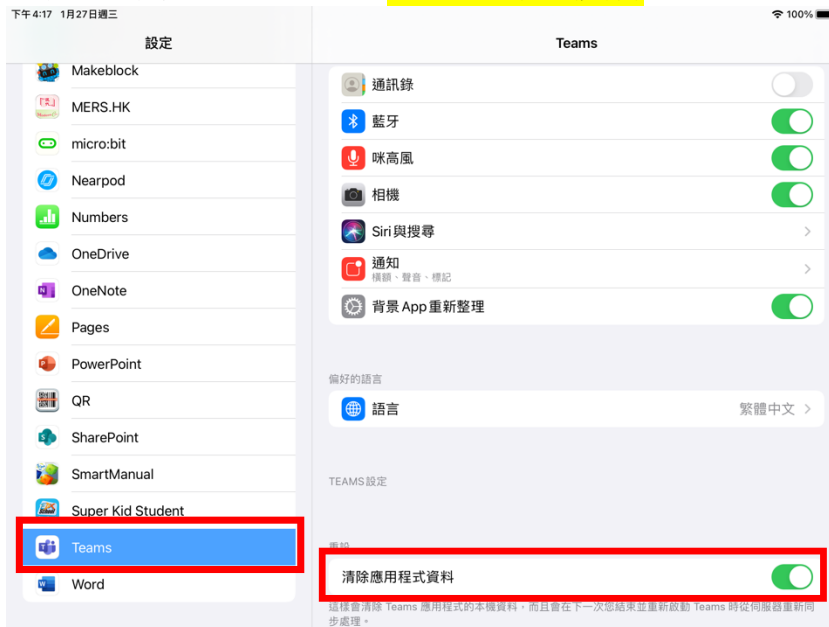 下午4:17 1月27日週三
100%
設定
Makeblock
MERS.HK
micro:bit
Nearpod
Numbers
OneDrive
OneNote
Pages
PowerPoint
QR
SharePoint
SmartManual
Super Kid Student
Teams
Word
Teams
通訊錄
藍牙
咪高風
相機
Siri與搜尋
通知
橫額、聲音、標記
背景 App 重新整理
偏好的語言
語言
繁體中文
TEAMS設定
重設
清除應用程式資料
這樣會清除 Teams 應用程式的本機資料，而且會在下一次您結束並重新啟動 Teams 時從伺服器重新同
步處理。